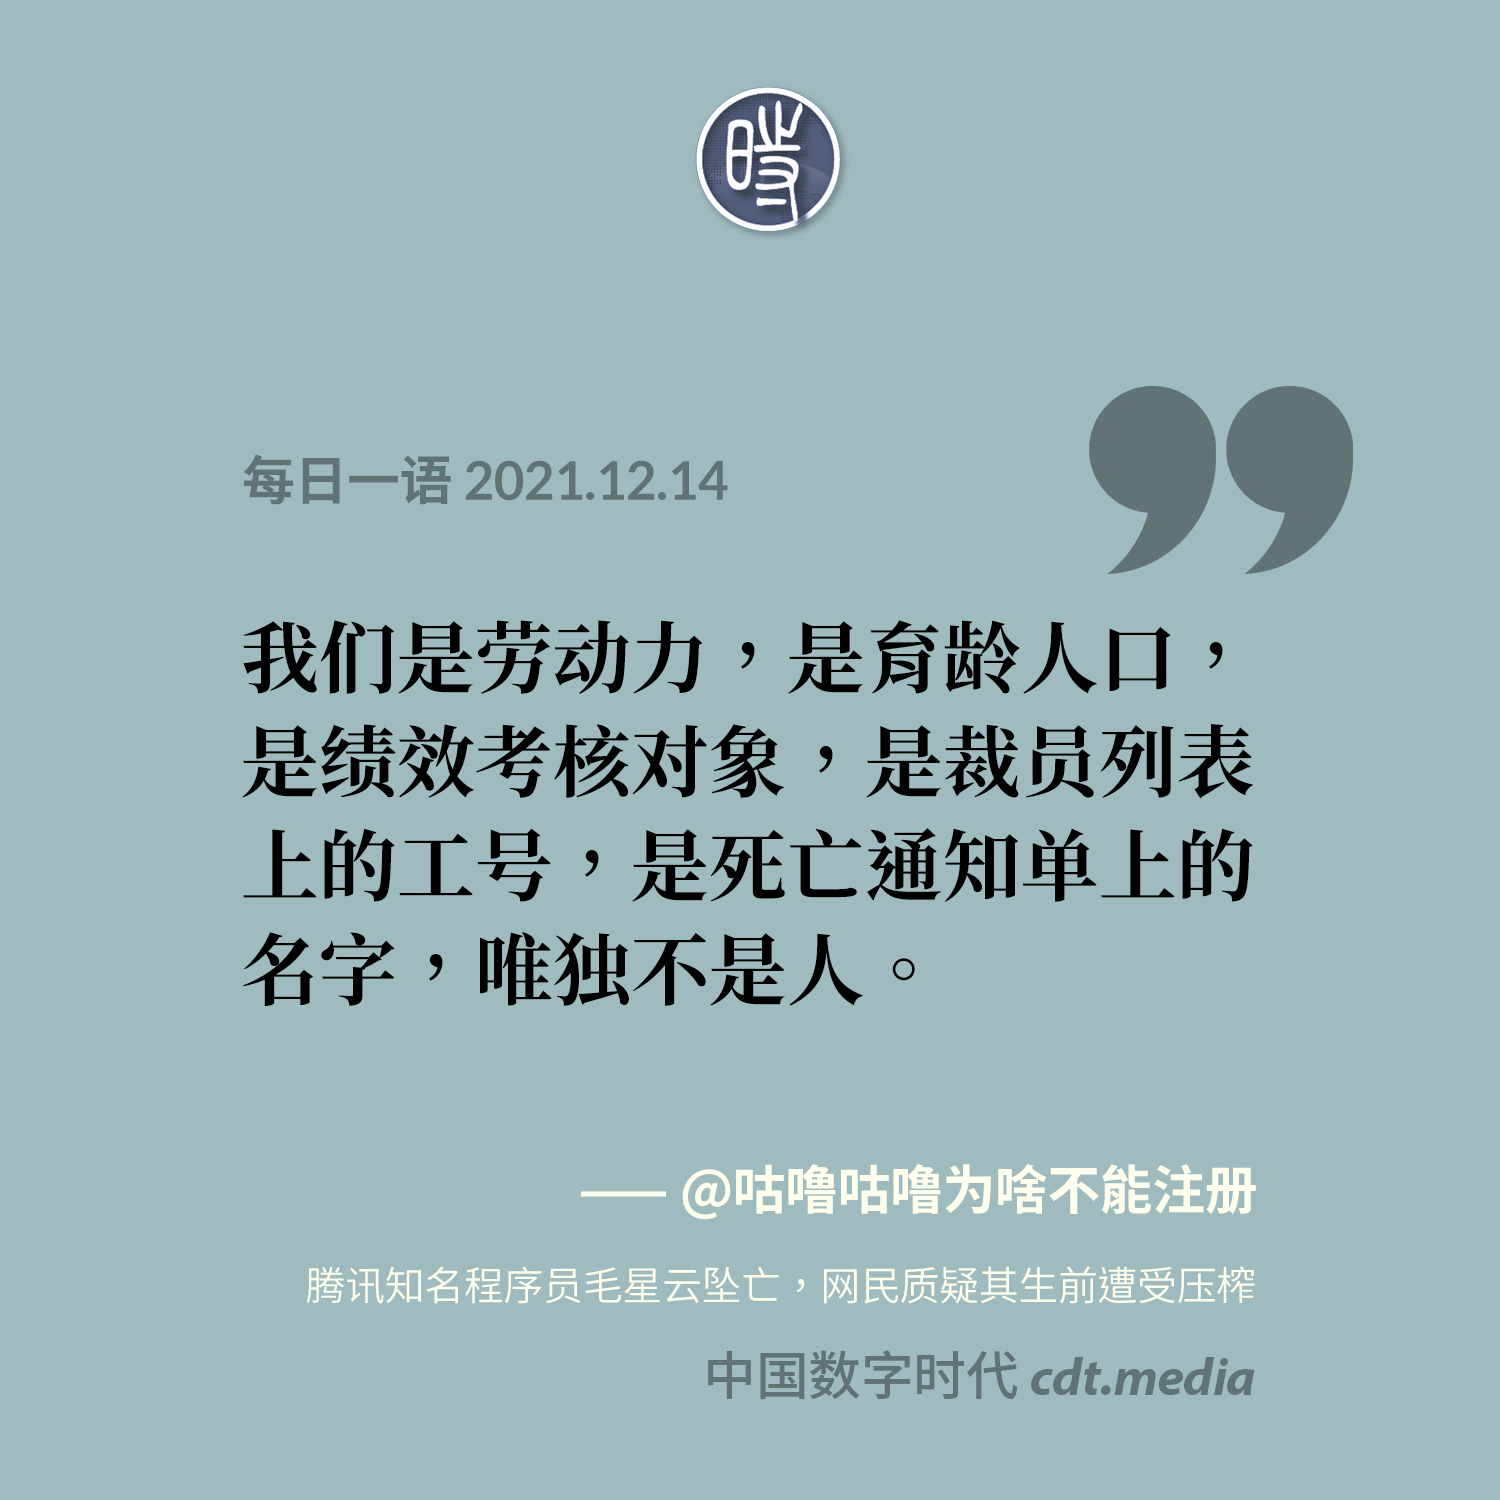 時
每日一语 2021.12.14
”
我们是劳动力，是育龄人口，
是绩效考核对象，是裁员列表
上的工号，是死亡通知单上的
名字，唯独不是人。
—— @咕噜咕噜为啥不能注册
腾讯知名程序员毛星云坠亡，网民质疑其生前遭受压榨
中国数字时代 cdt.media